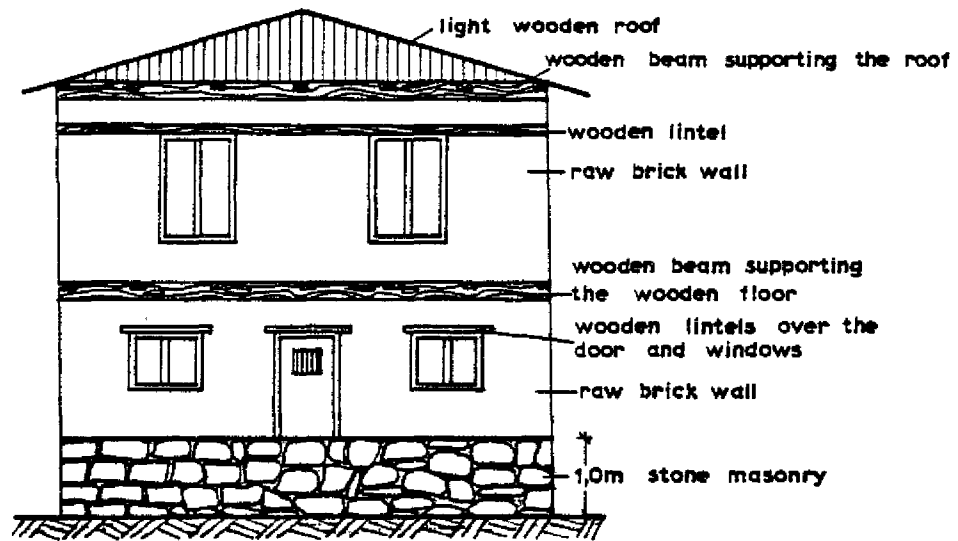 light wooden roof
wooden beam supporting the roof
wooden lintel
raw brick wall
wooden beam supporting
the wooden floor
wooden lintels over the
door and windows
raw brick wall
1,0m stone masonry